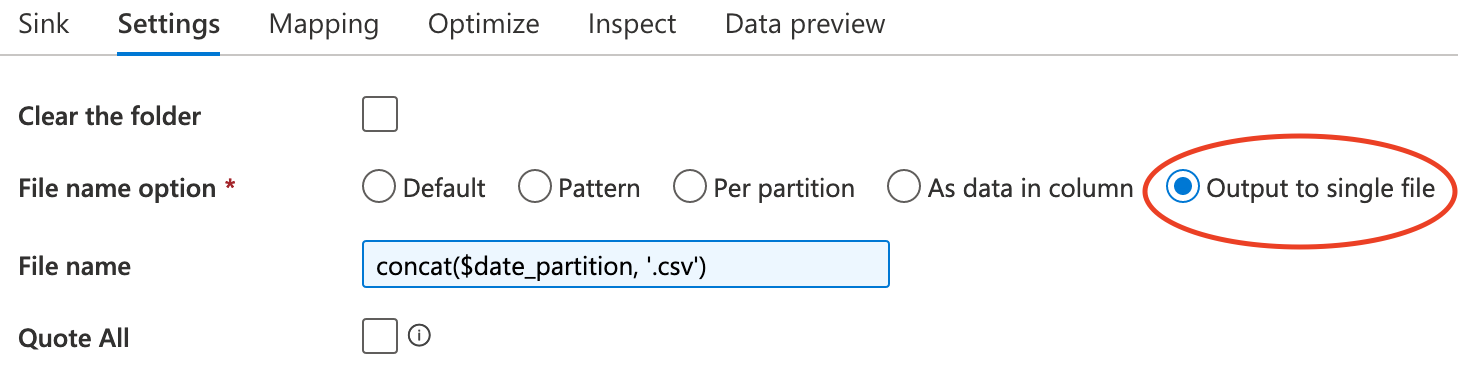 Sink Settings Mapping Optimize Inspect Data preview
Clear the folder
File name option * Default Pattern Per partition As data in column Output to single file
File name concat($date_partition, '.csv')
Quote All